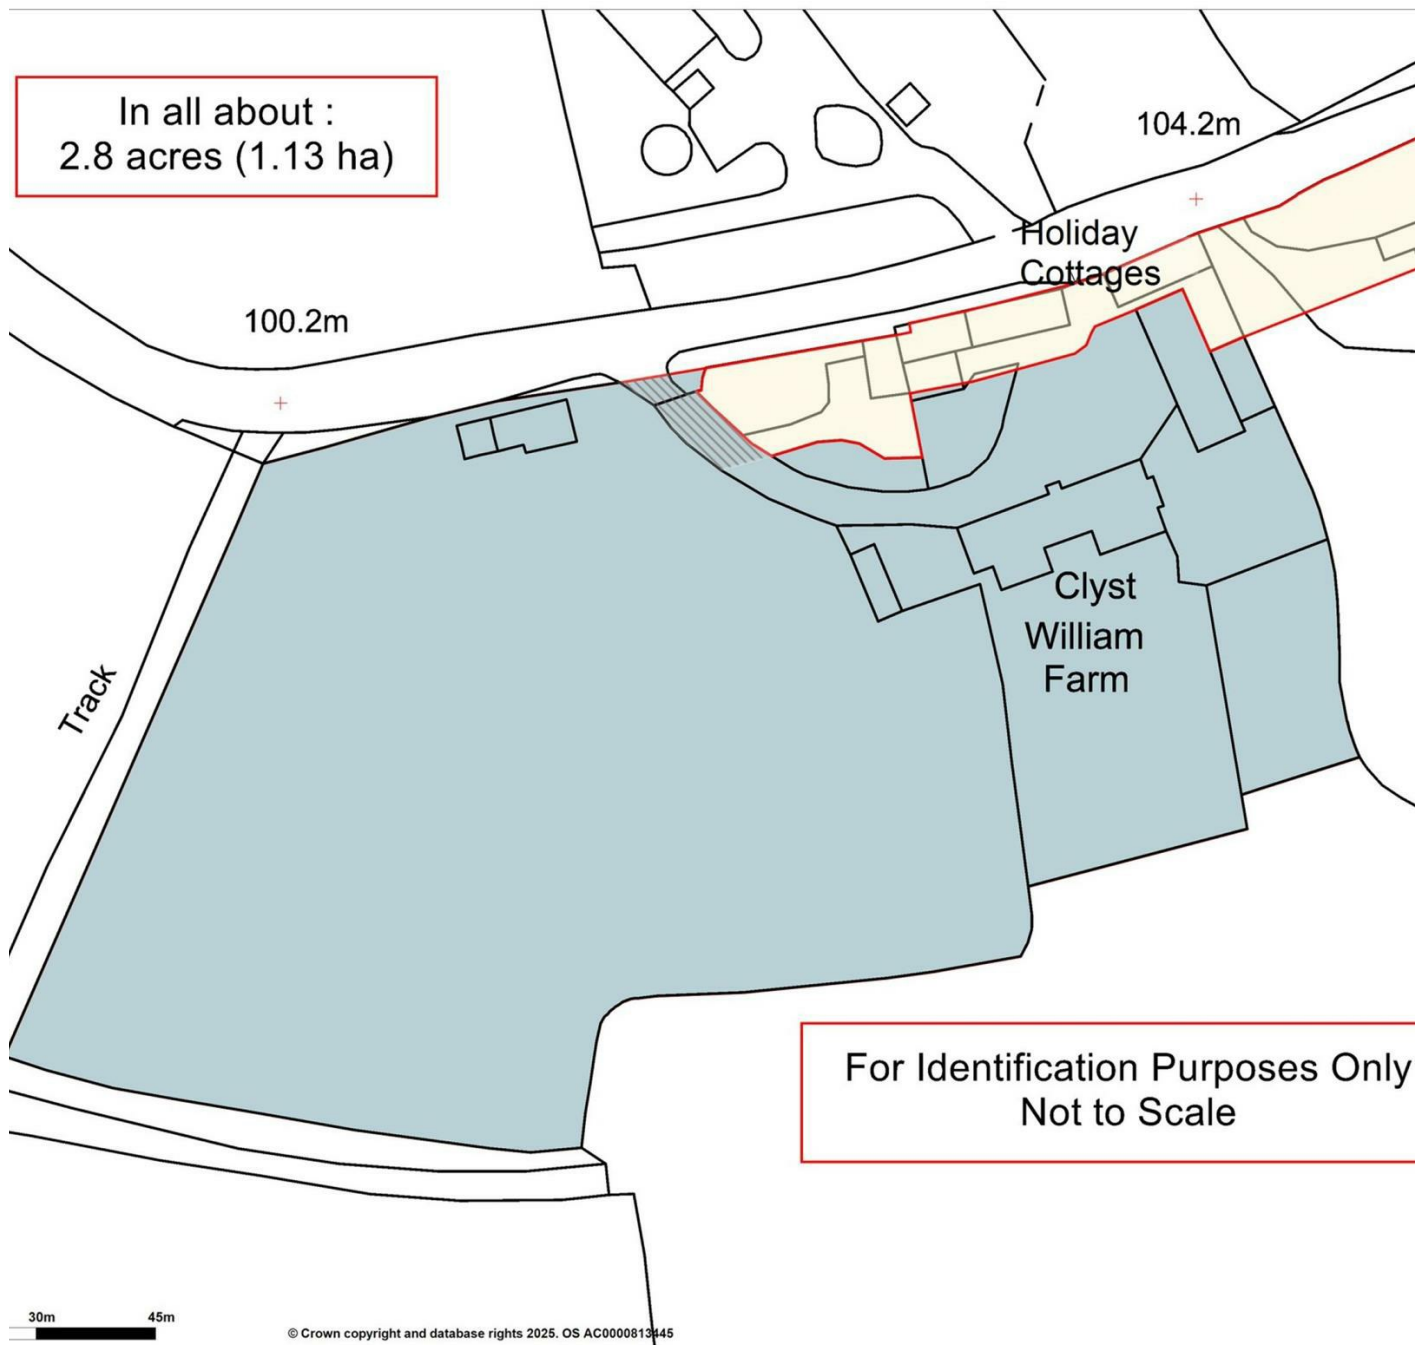 In all about :
2.8 acres (1.13 ha)
104.2m
Holiday
Cottages
100.2m
Clyst
William
Farm
Track
For Identification Purposes Only
Not to Scale
30m 45m
© Crown copyright and database rights 2025. OS AC0000813445